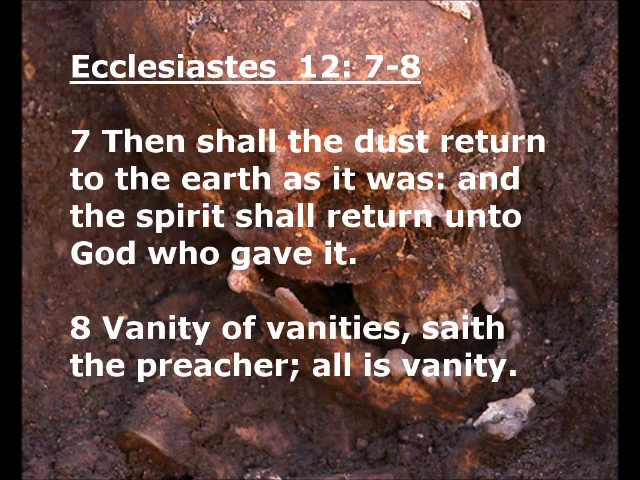 Ecclesiastes  12: 7-8
7 Then shall the dust return
to the earth as it was: and
the spirit shall return unto
God who gave it.
8 Vanity of vanities, saith
the preacher; all is vanity.